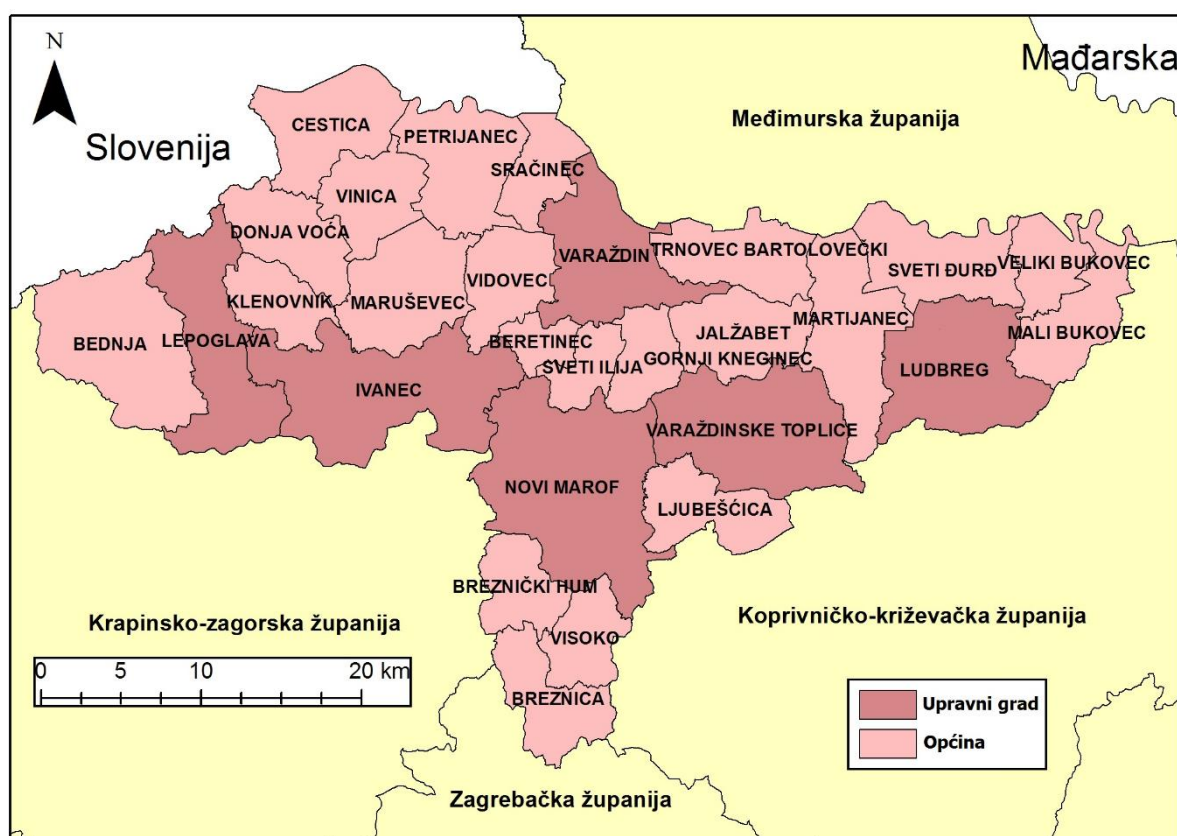 N
Mađarska
Slovenija
Međimurska županija
CESTICA
PETRIJANEC
SRAČINEC
VINICA
DONJA VOĆA
VARAŽDIN
TRNOVEC BARTOLOVEČKI
SVETI ĐURĐ
VELIKI BUKOVEC
VIDOVEC
KLENOVNIK
MARUŠEVEC
BEDNJA
LEPOGLAVA
BERETINEC
JALŽABET
MARTIJANEC
MALI BUKOVEC
SVETI ILIJA
GORNJI KNEGINEC
LUDBREG
IVANEC
VARAŽDINSKE TOPLICE
NOVI MAROF
LJUBEŠĆICA
BREZNIČKI HUM
Krapinsko-zagorska županija
VISOKO
Koprivničko-križevačka županija
0 5 10 20 km
BREZNICA
Upravni grad
Općina
Zagrebačka županija